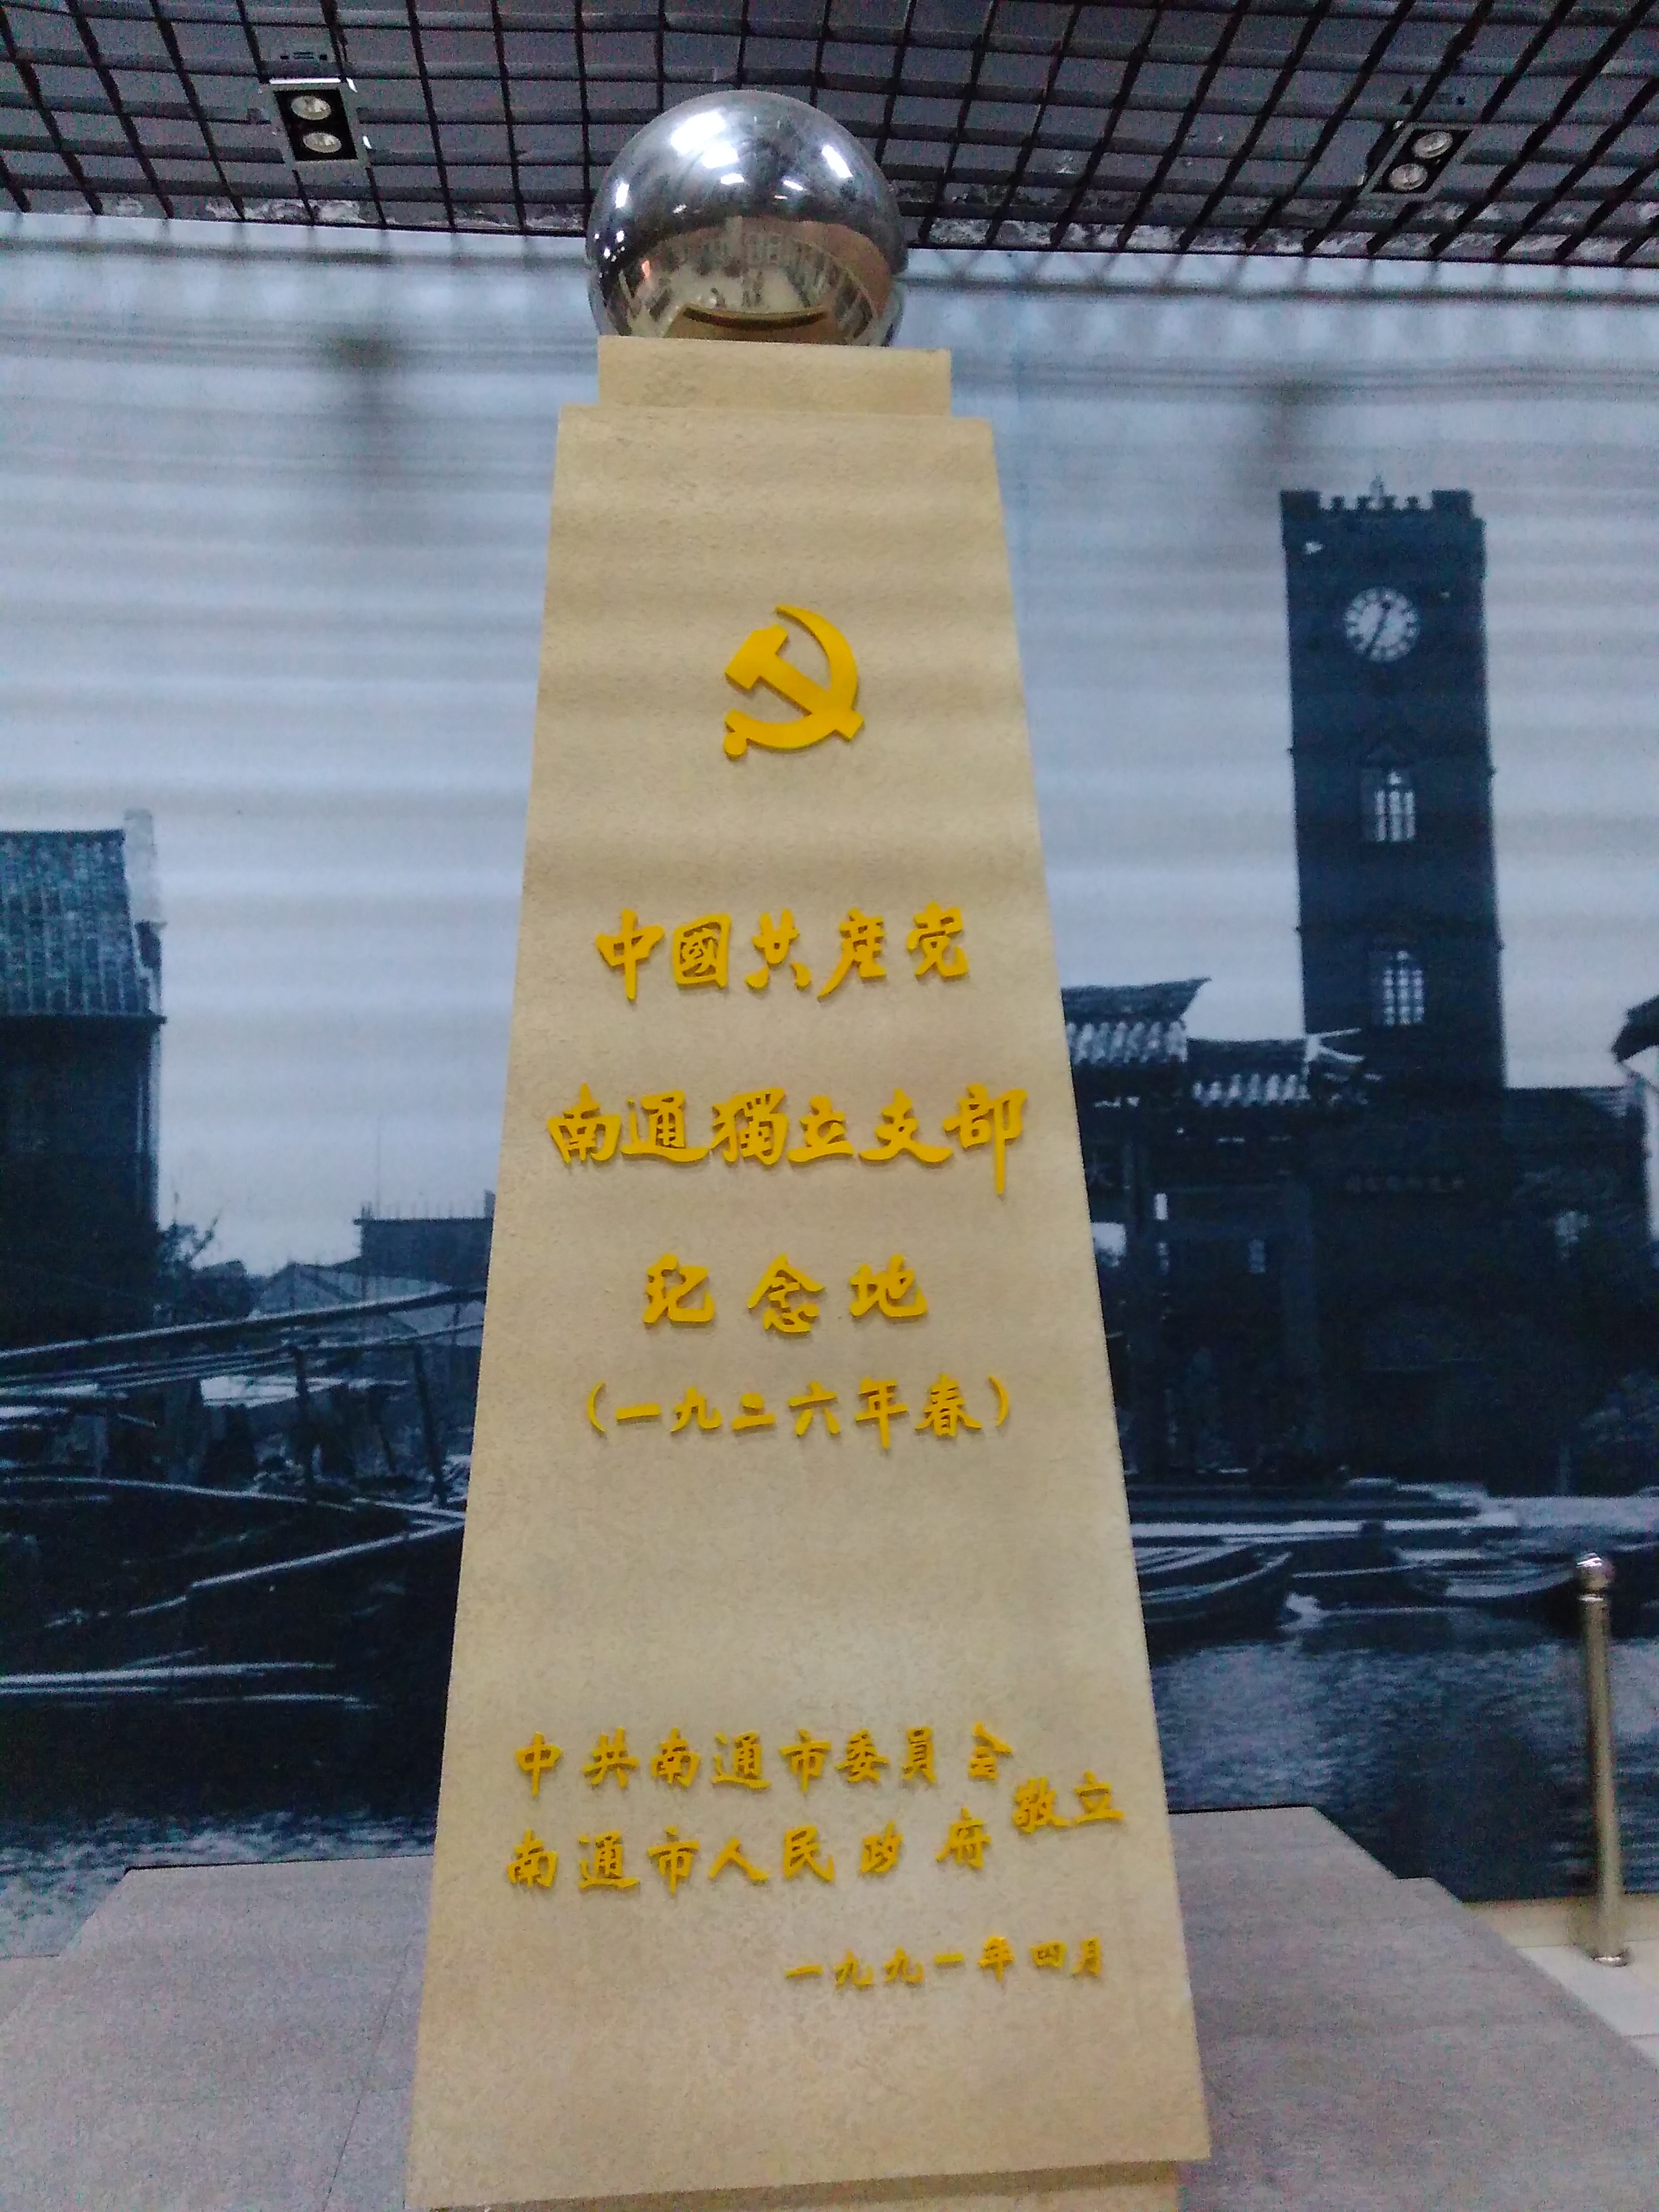 中國共産党
南通獨立支部
纪念地
（一九二六年春）
中共南通市委員会
南通市人民政府
敬立
一九九一年四月